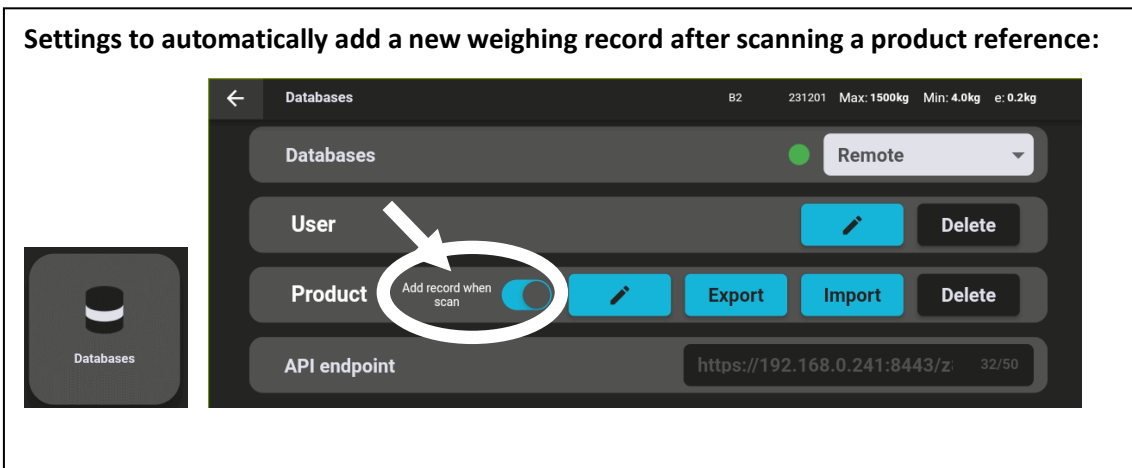 Settings to automatically add a new weighing record after scanning a product reference:
Databases B2 231201 Max: 1500kg Min: 4.0kg e: 0.2kg
Databases Remote
User Delete
Product Add record when
scan Export Import Delete
Databases
API endpoint https://192.168.0.241:8443/z 32/50